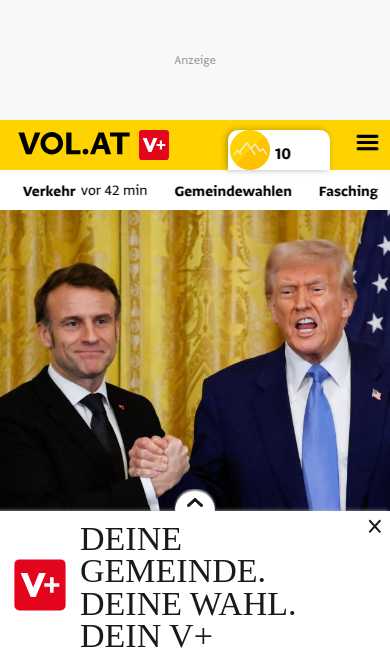 Anzeige
VOL.AT V+
10
Verkehr vor 42 min Gemeindewahlen Fasching
V+
DEINE
GEMEINDE.
DEINE WAHL.
DEIN V+